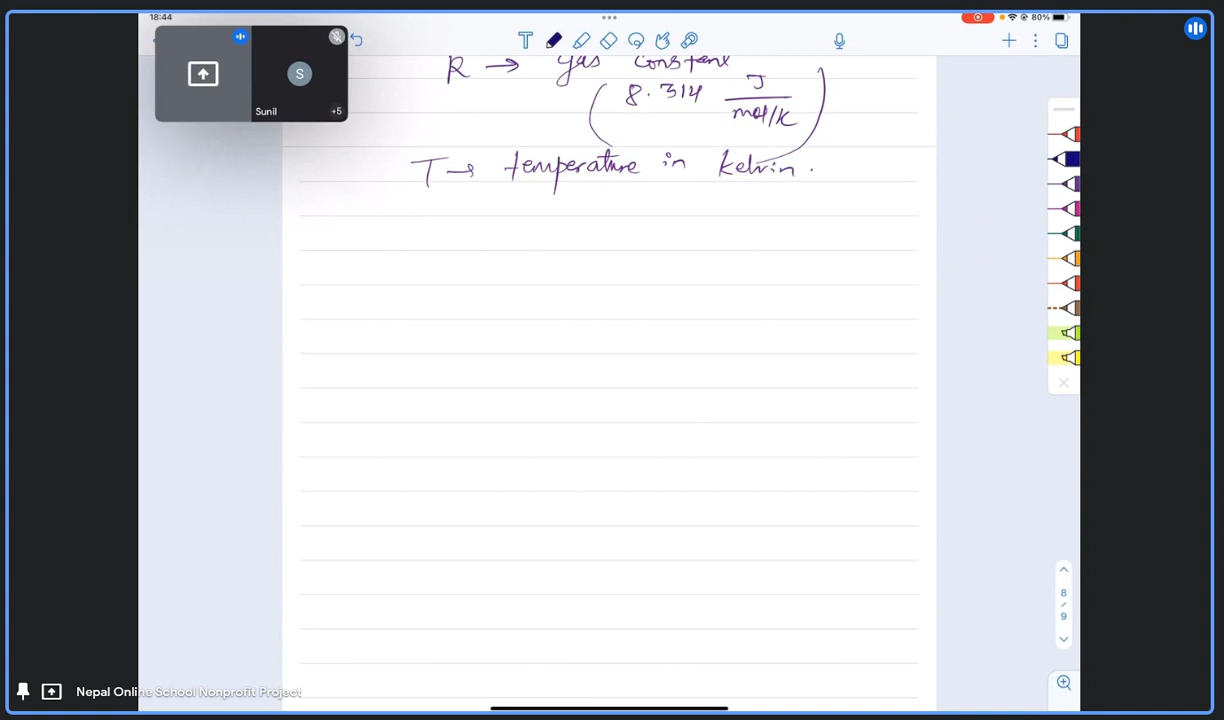 18:44
80%
S
Sunil
+5
R → gas constant
(8.314 J
mol/K)
T → temperature in kelvin.
8
/
9
Nepal Online School Nonprofit Project